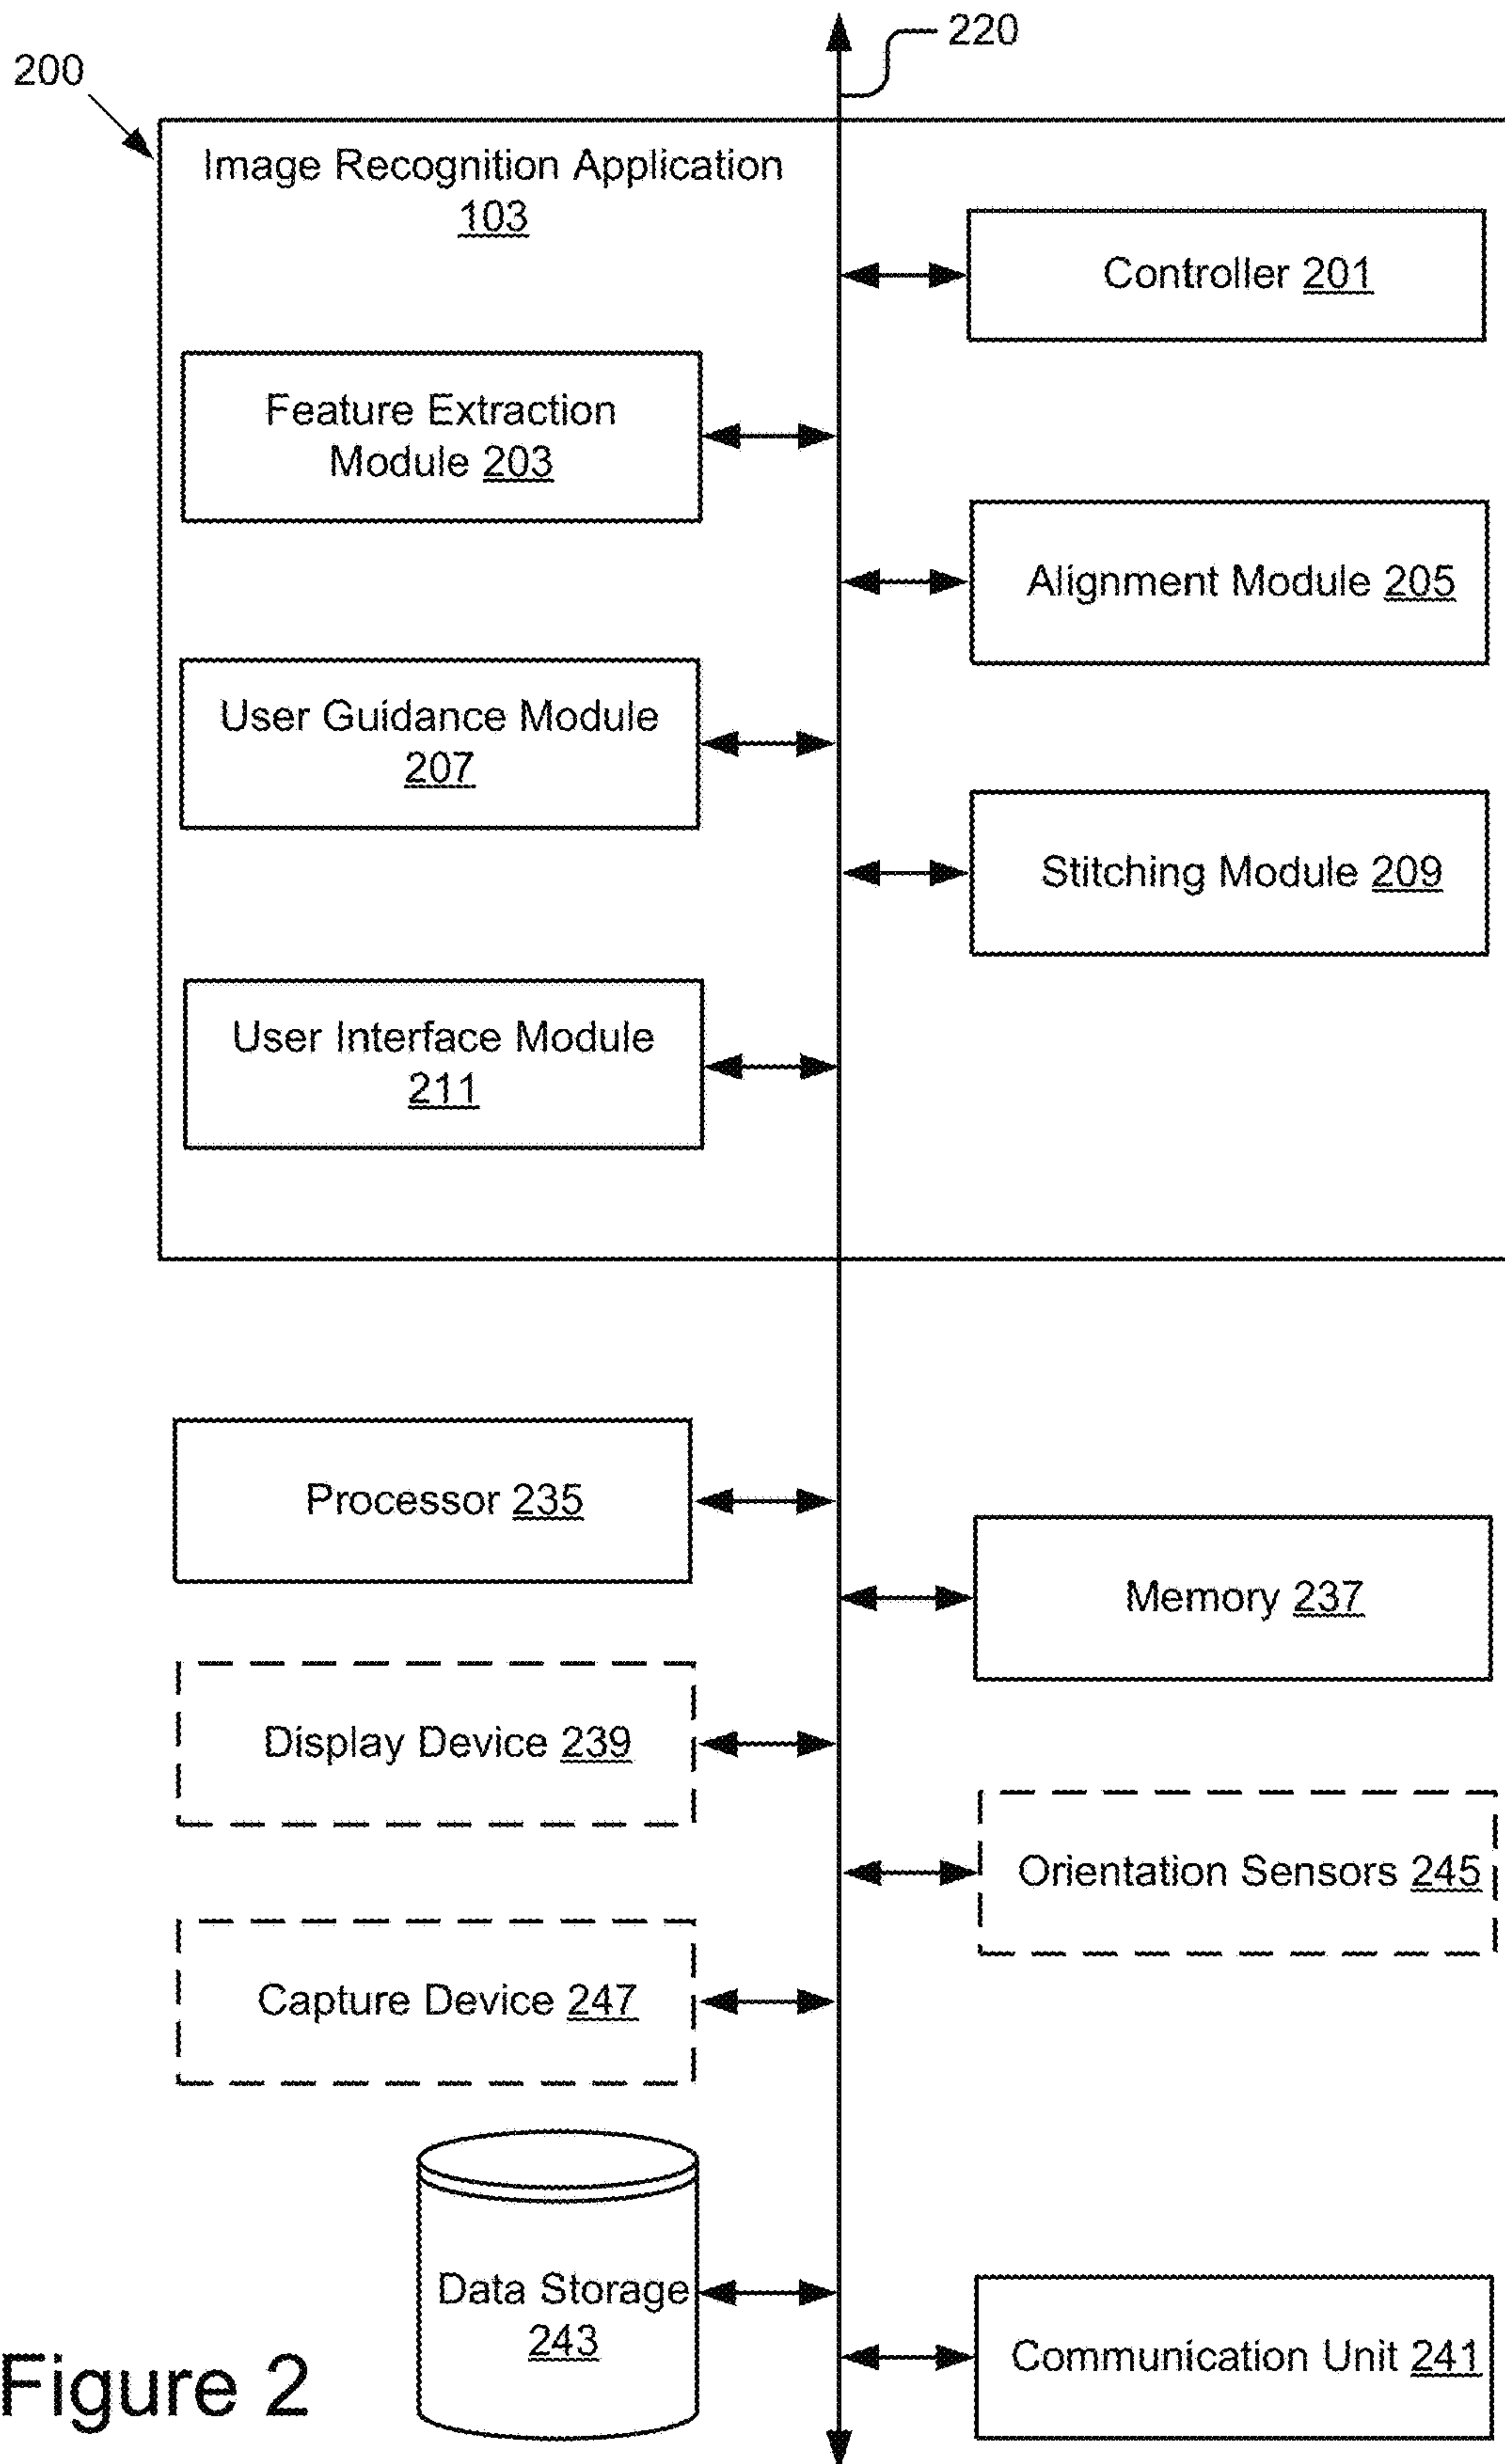 220
200
Image Recognition Application
103
Controller 201
Feature Extraction
Module 203
Alignment Module 205
User Guidance Module
207
Stitching Module 209
User Interface Module
211
Processor 235
Memory 237
Display Device 239
Orientation Sensors 245
Capture Device 247
Data Storage
243
Communication Unit 241
Figure 2